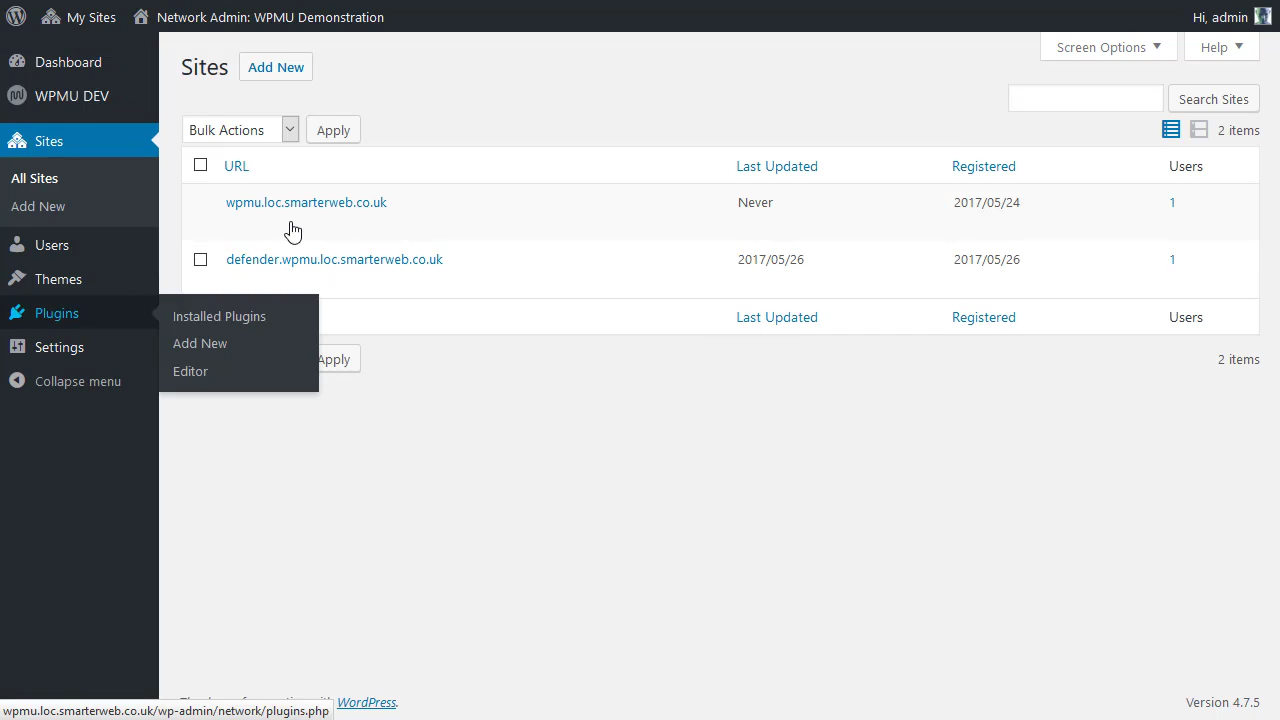 My Sites
Network Admin: WPMU Demonstration
Hi, admin
Dashboard
WPMU DEV
Sites
All Sites
Add New
Users
Themes
Plugins
Settings
Collapse menu
Installed Plugins
Add New
Editor
Screen Options
Help
Sites
Add New
Search Sites
Bulk Actions
Apply
2 items
URL Last Updated Registered Users
wpmu.loc.smarterweb.co.uk Never 2017/05/24 1
defender.wpmu.loc.smarterweb.co.uk 2017/05/26 2017/05/26 1
Last Updated Registered Users
Apply
2 items
WordPress.
Version 4.7.5
wpmu.loc.smarterweb.co.uk/wp-admin/network/plugins.php